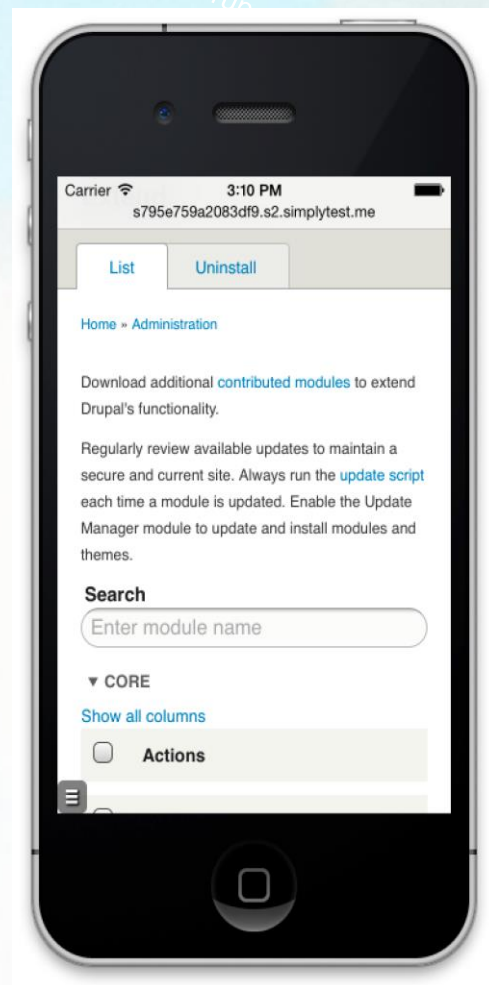 Carrier 3:10 PM
s795e759a2083df9.s2.simplytest.me
List Uninstall
Home » Administration
Download additional contributed modules to extend
Drupal's functionality.
Regularly review available updates to maintain a
secure and current site. Always run the update script
each time a module is updated. Enable the Update
Manager module to update and install modules and
themes.
Search
Enter module name
▼ CORE
Show all columns
Actions